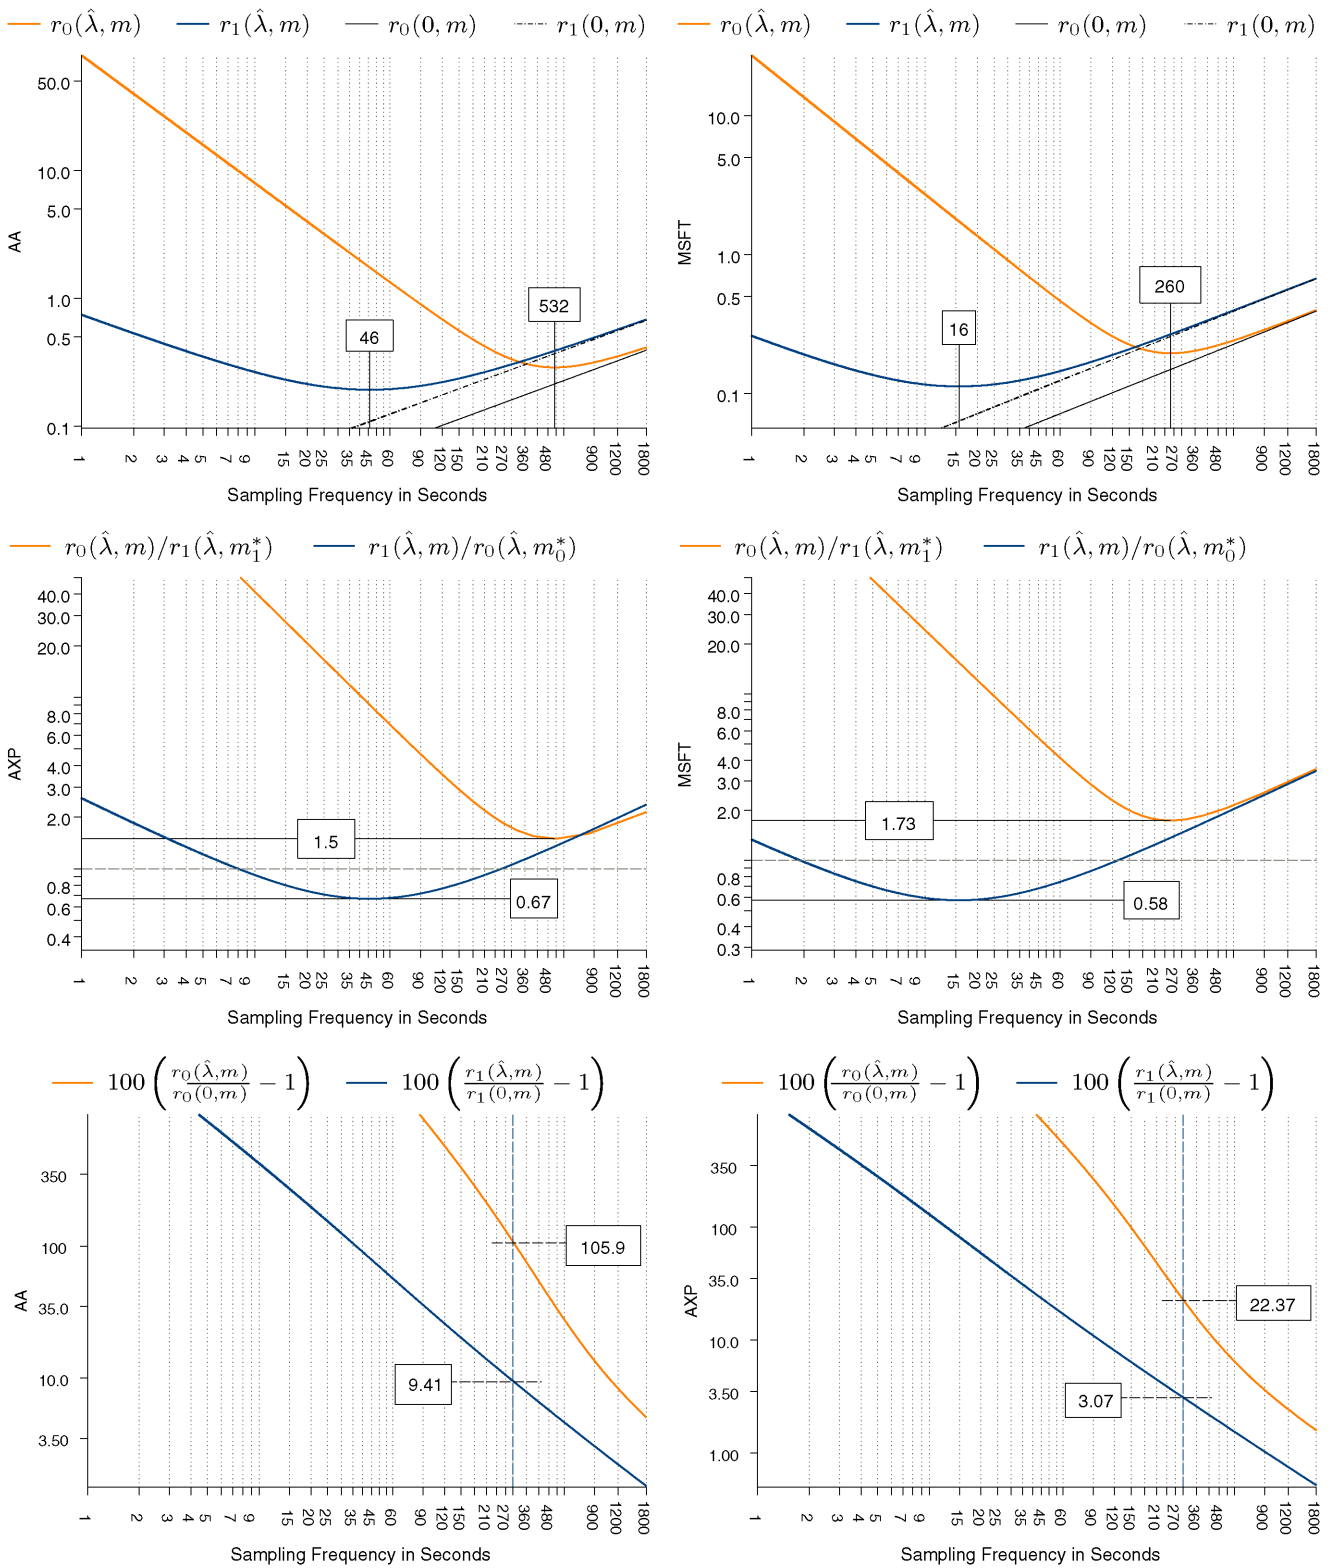 r₀(λ̂, m) r₁(λ̂, m) r₀(0, m) r₁(0, m)
50.0
10.0
5.0
1.0
0.5
0.1
AA
46
532
1 2 3 4 5 7 9 15 20 25 35 45 60 90 120 150 210 270 360 480 900 1200 1800
Sampling Frequency in Seconds
r₀(λ̂, m) r₁(λ̂, m) r₀(0, m) r₁(0, m)
10.0
5.0
1.0
0.5
0.1
MSFT
16
260
1 2 3 4 5 7 9 15 20 25 35 45 60 90 120 150 210 270 360 480 900 1200 1800
Sampling Frequency in Seconds
r₀(λ̂, m)/r₁(λ̂, m₁*) r₁(λ̂, m)/r₀(λ̂, m₀*)
40.0
30.0
20.0
8.0
6.0
4.0
3.0
2.0
0.8
0.6
0.4
AXP
1.5
0.67
1 2 3 4 5 7 9 15 20 25 35 45 60 90 120 150 210 270 360 480 900 1200 1800
Sampling Frequency in Seconds
r₀(λ̂, m)/r₁(λ̂, m₁*) r₁(λ̂, m)/r₀(λ̂, m₀*)
40.0
30.0
20.0
8.0
6.0
4.0
3.0
2.0
0.8
0.6
0.4
0.3
MSFT
1.73
0.58
1 2 3 4 5 7 9 15 20 25 35 45 60 90 120 150 210 270 360 480 900 1200 1800
Sampling Frequency in Seconds
100 (r₀(λ̂,m)/r₀(0,m) − 1) 100 (r₁(λ̂,m)/r₁(0,m) − 1)
350
100
35.0
10.0
3.50
AA
105.9
9.41
1 2 3 4 5 7 9 15 20 25 35 45 60 90 120 150 210 270 360 480 900 1200 1800
Sampling Frequency in Seconds
100 (r₀(λ̂,m)/r₀(0,m) − 1) 100 (r₁(λ̂,m)/r₁(0,m) − 1)
350
100
35.0
10.0
3.50
1.00
AXP
22.37
3.07
1 2 3 4 5 7 9 15 20 25 35 45 60 90 120 150 210 270 360 480 900 1200 1800
Sampling Frequency in Seconds